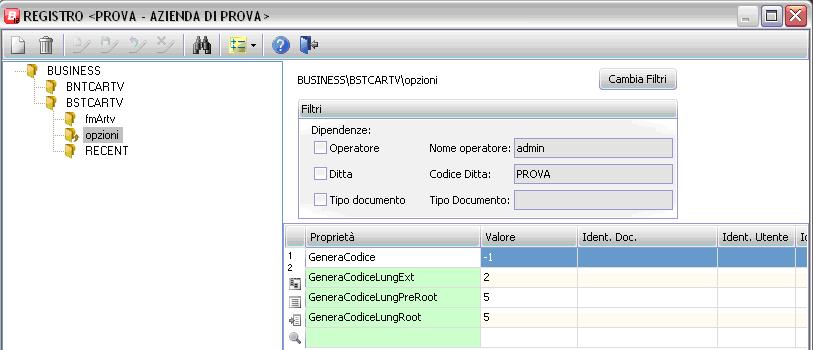 REGISTRO <PROVA - AZIENDA DI PROVA>
BUSINESS
BNTCARTV
BSTCARTV
fmArtv
opzioni
RECENT
BUSINESS\BSTCARTV\opzioni
Cambia Filtri
Filtri
Dipendenze:
Operatore Nome operatore: admin
Ditta Codice Ditta: PROVA
Tipo documento Tipo Documento:
Proprietà Valore Ident. Doc. Ident. Utente
1 GeneraCodice -1
2
GeneraCodiceLungExt 2
GeneraCodiceLungPreRoot 5
GeneraCodiceLungRoot 5